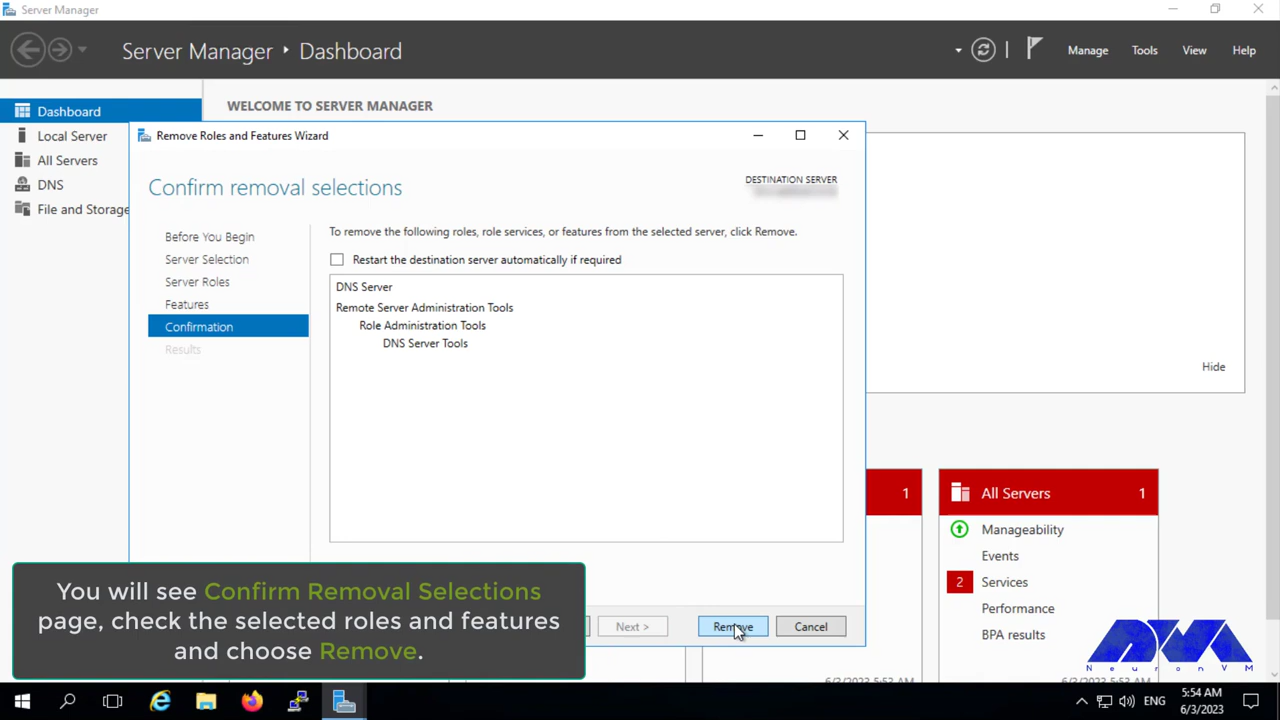 Server Manager
Server Manager • Dashboard
Manage
Tools
View
Help
Dashboard
Local Server
All Servers
DNS
File and Storage
WELCOME TO SERVER MANAGER
Remove Roles and Features Wizard
Confirm removal selections
DESTINATION SERVER
Before You Begin
Server Selection
Server Roles
Features
Confirmation
Results
To remove the following roles, role services, or features from the selected server, click Remove.
Restart the destination server automatically if required
DNS Server
Remote Server Administration Tools
Role Administration Tools
DNS Server Tools
Hide
1
All Servers 1
Manageability
Events
2 Services
Performance
BPA results
Next >
Remove
Cancel
You will see Confirm Removal Selections
page, check the selected roles and features
and choose Remove.
NeuronVM
ENG
5:54 AM
6/3/2023